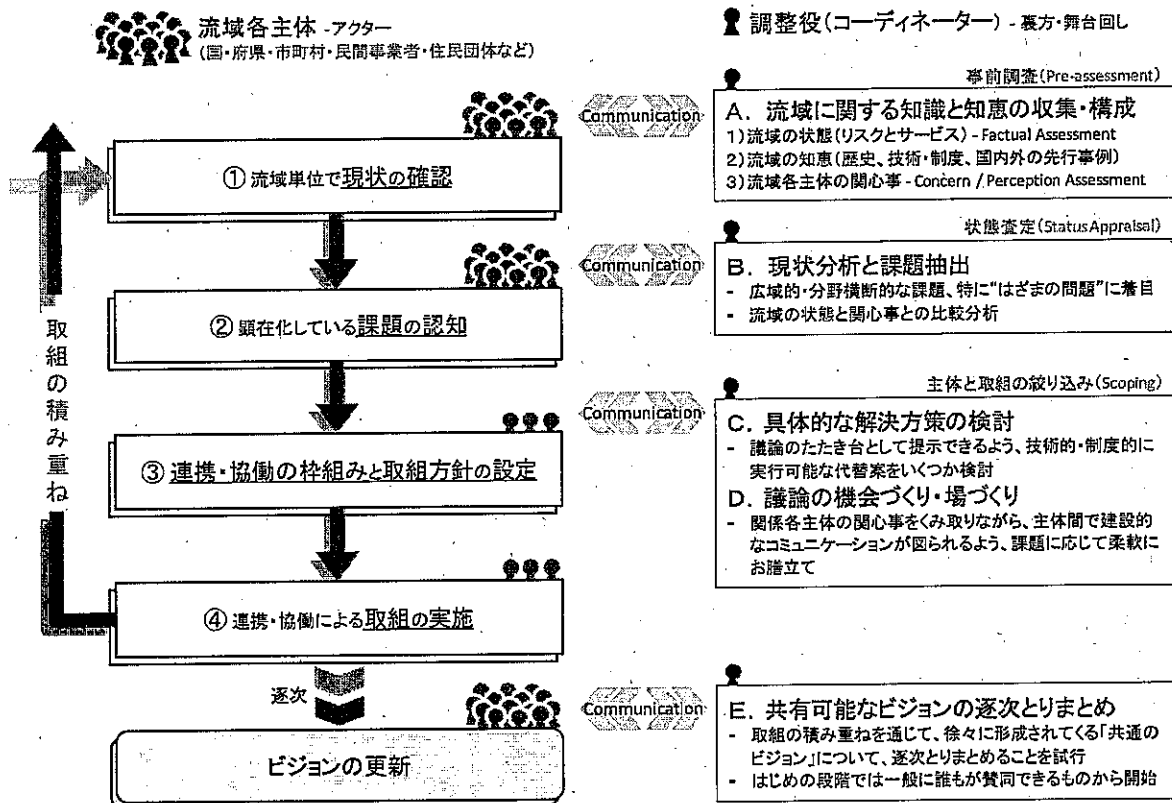 流域各主体 -アクター
(国・府県・市町村・民間事業者・住民団体など)
調整役(コーディネーター) - 裏方・舞台回し
事前調査(Pre-assessment)
Communication
A. 流域に関する知識と知恵の収集・構成
1)流域の状態(リスクとサービス) - Factual Assessment
2)流域の知恵(歴史、技術・制度、国内外の先行事例)
3)流域各主体の関心事 - Concern / Perception Assessment
① 流域単位で現状の確認
状態査定(Status Appraisal)
Communication
B. 現状分析と課題抽出
- 広域的・分野横断的な課題、特に“はざまの問題”に着目
- 流域の状態と関心事との比較分析
② 顕在化している課題の認知
取組の積み重ね
主体と取組の絞り込み(Scoping)
Communication
C. 具体的な解決方策の検討
- 議論のたたき台として提示できるよう、技術的・制度的に
実行可能な代替案をいくつか検討
D. 議論の機会づくり・場づくり
- 関係各主体の関心事をくみ取りながら、主体間で建設的
なコミュニケーションが図られるよう、課題に応じて柔軟に
お膳立て
③ 連携・協働の枠組みと取組方針の設定
④ 連携・協働による取組の実施
逐次
Communication
E. 共有可能なビジョンの逐次とりまとめ
- 取組の積み重ねを通じて、徐々に形成されてくる「共通の
ビジョン」について、逐次とりまとめることを試行
- はじめの段階では一般に誰もが賛同できるものから開始
ビジョンの更新